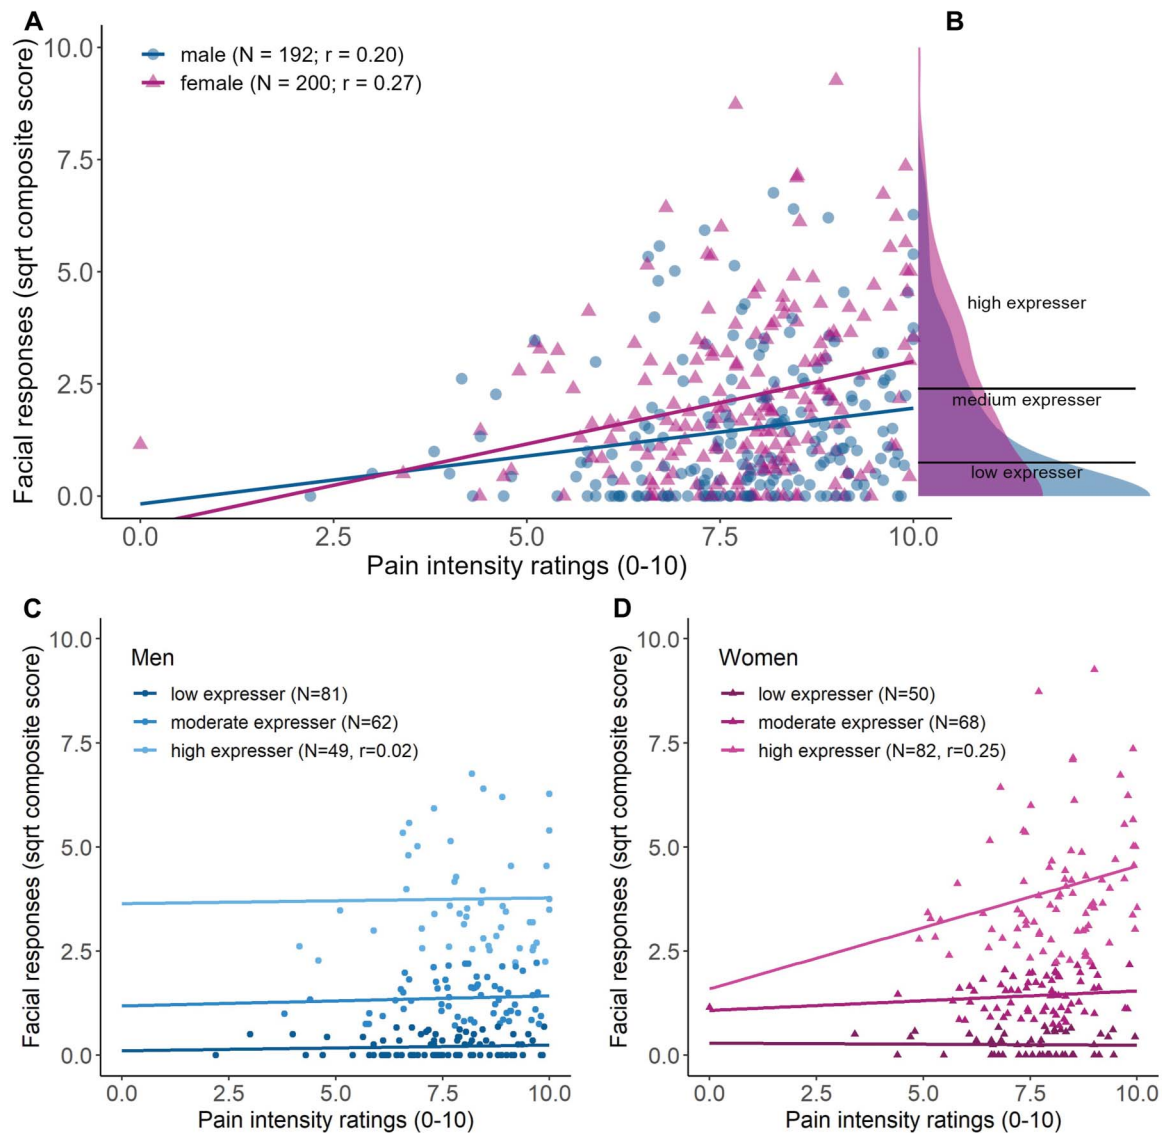 A
B
Facial responses (sqrt composite score)
10.0
7.5
5.0
2.5
0.0
male (N = 192; r = 0.20)
female (N = 200; r = 0.27)
high expresser
medium expresser
low expresser
0.0 2.5 5.0 7.5 10.0
Pain intensity ratings (0-10)
C
Facial responses (sqrt composite score)
10.0
7.5
5.0
2.5
0.0
Men
low expresser (N=81)
moderate expresser (N=62)
high expresser (N=49, r=0.02)
0.0 2.5 5.0 7.5 10.0
Pain intensity ratings (0-10)
D
Facial responses (sqrt composite score)
10.0
7.5
5.0
2.5
0.0
Women
low expresser (N=50)
moderate expresser (N=68)
high expresser (N=82, r=0.25)
0.0 2.5 5.0 7.5 10.0
Pain intensity ratings (0-10)